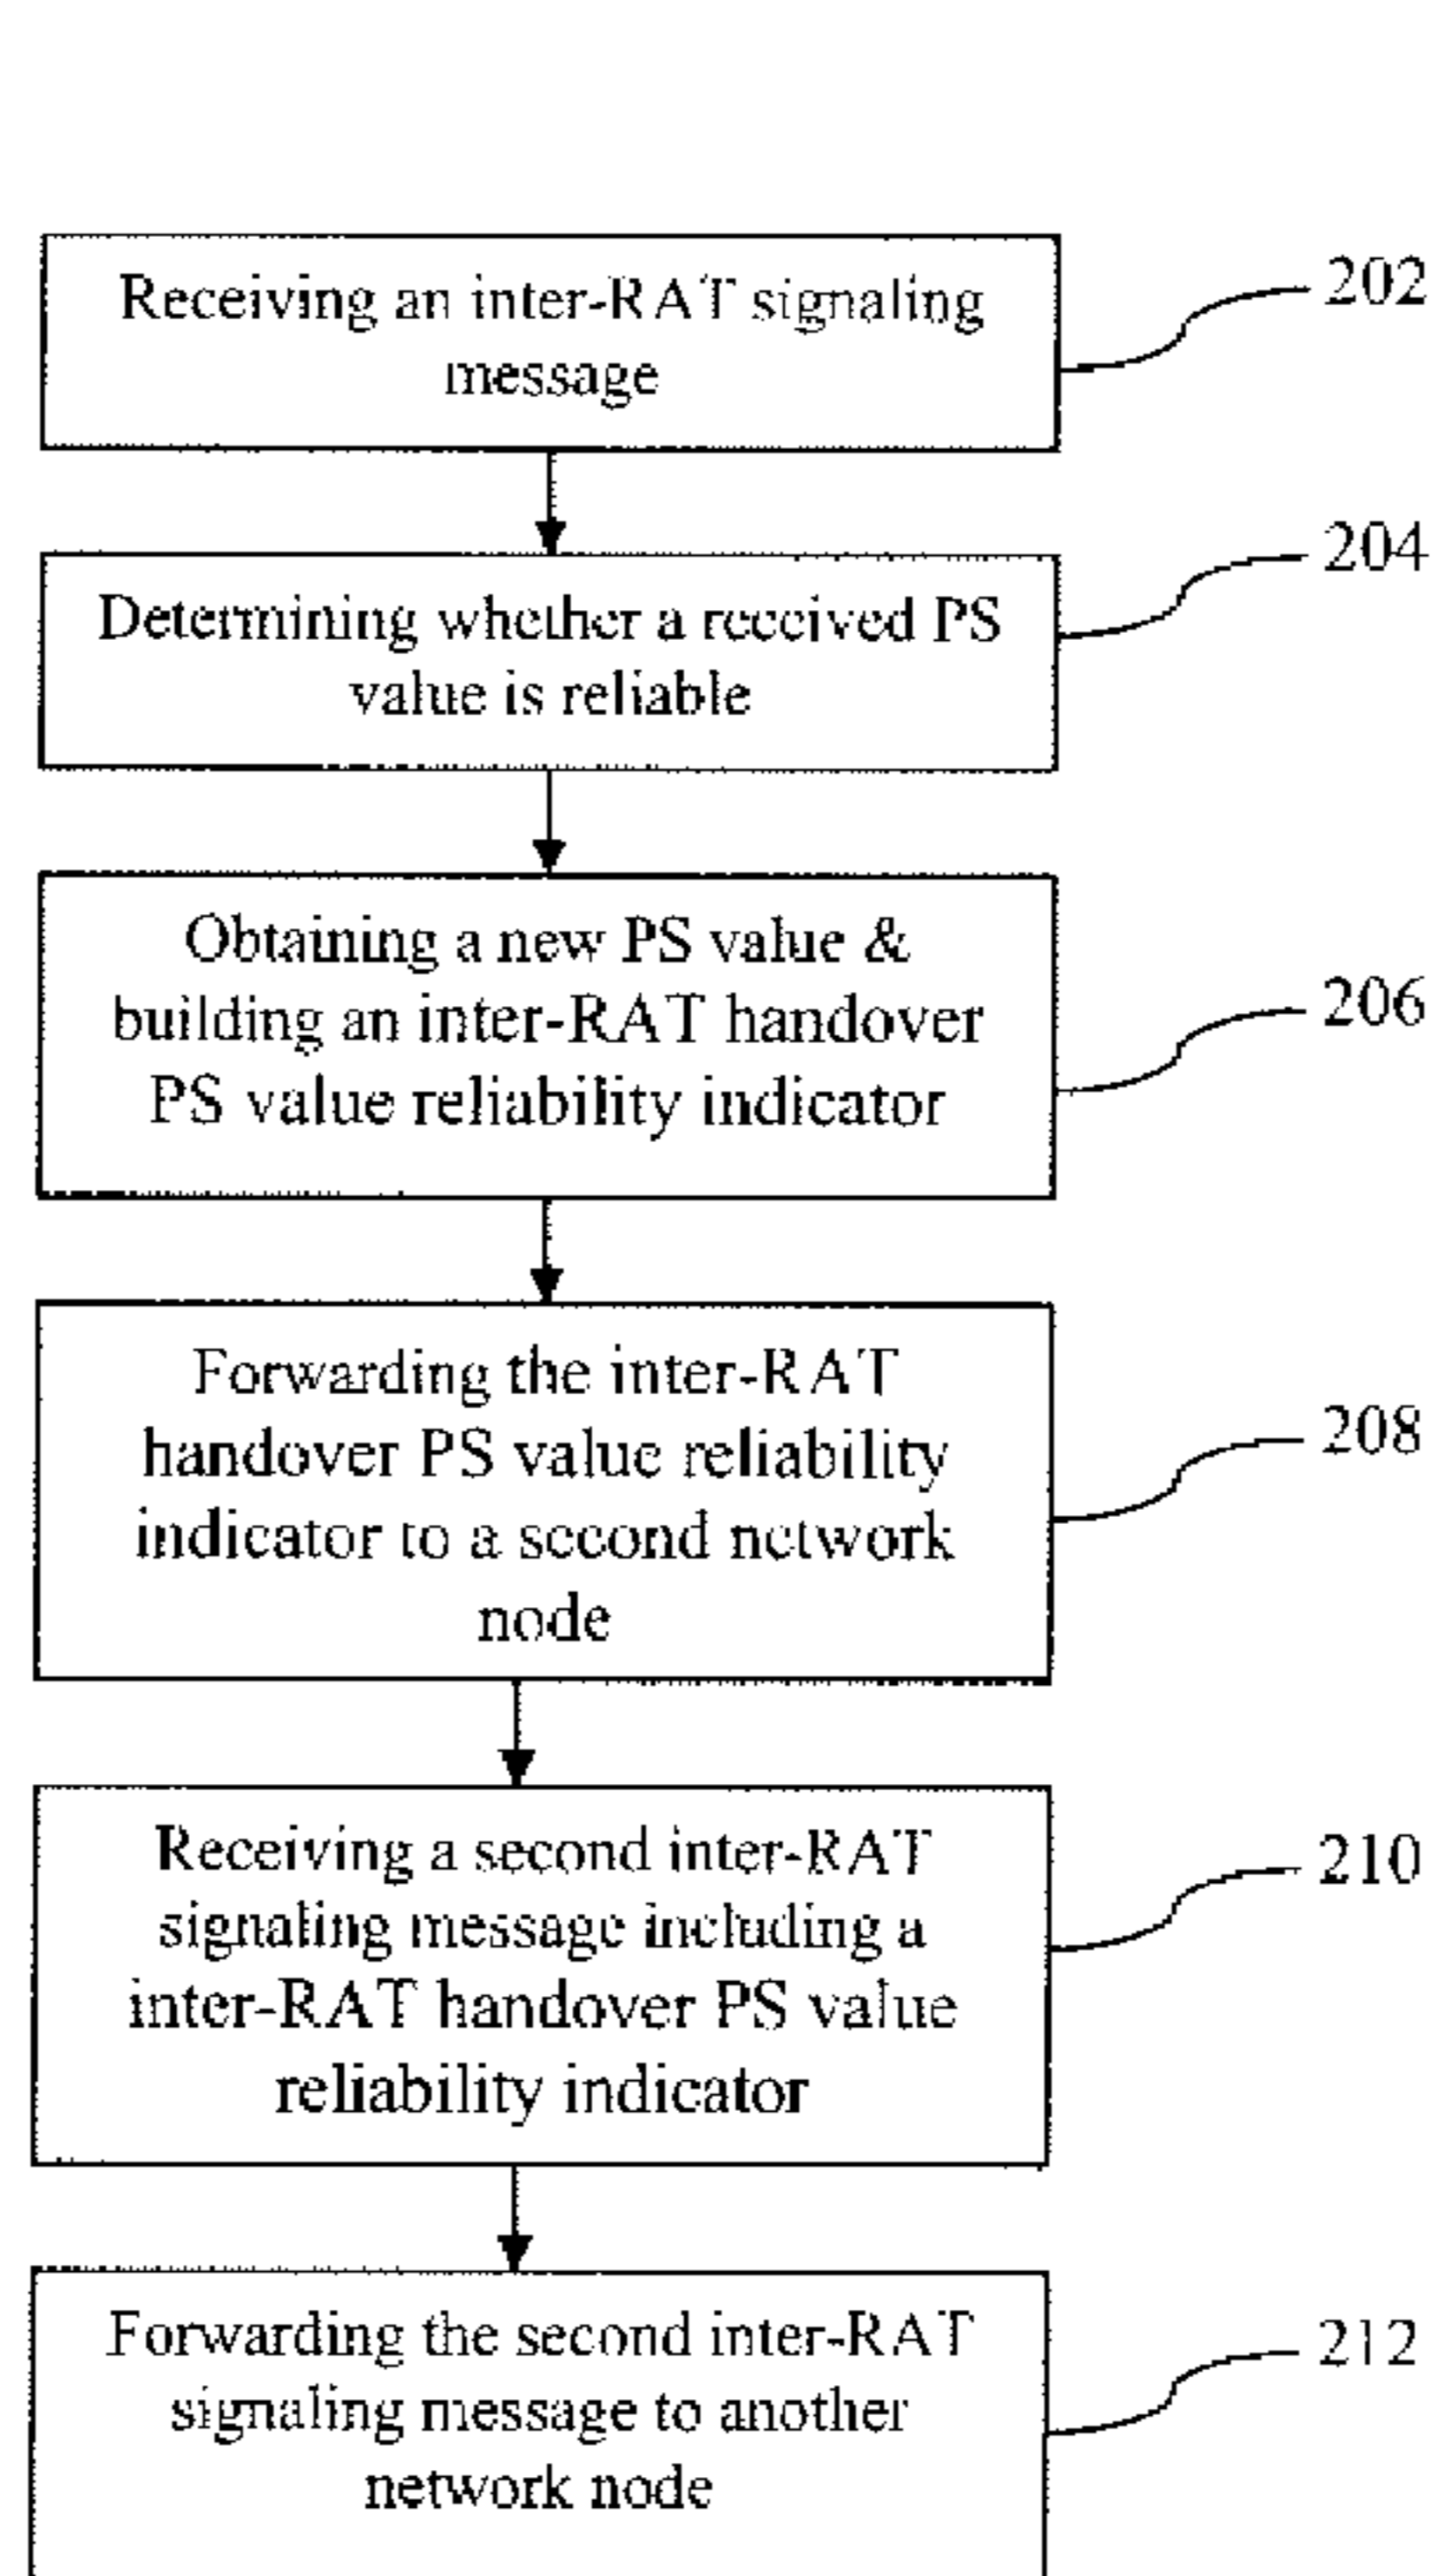 Receiving an inter-RAT signaling
message
202
Determining whether a received PS
value is reliable
204
Obtaining a new PS value &
building an inter-RAT handover
PS value reliability indicator
206
Forwarding the inter-RAT
handover PS value reliability
indicator to a second network
node
208
Receiving a second inter-RAT
signaling message including a
inter-RAT handover PS value
reliability indicator
210
Forwarding the second inter-RAT
signaling message to another
network node
212